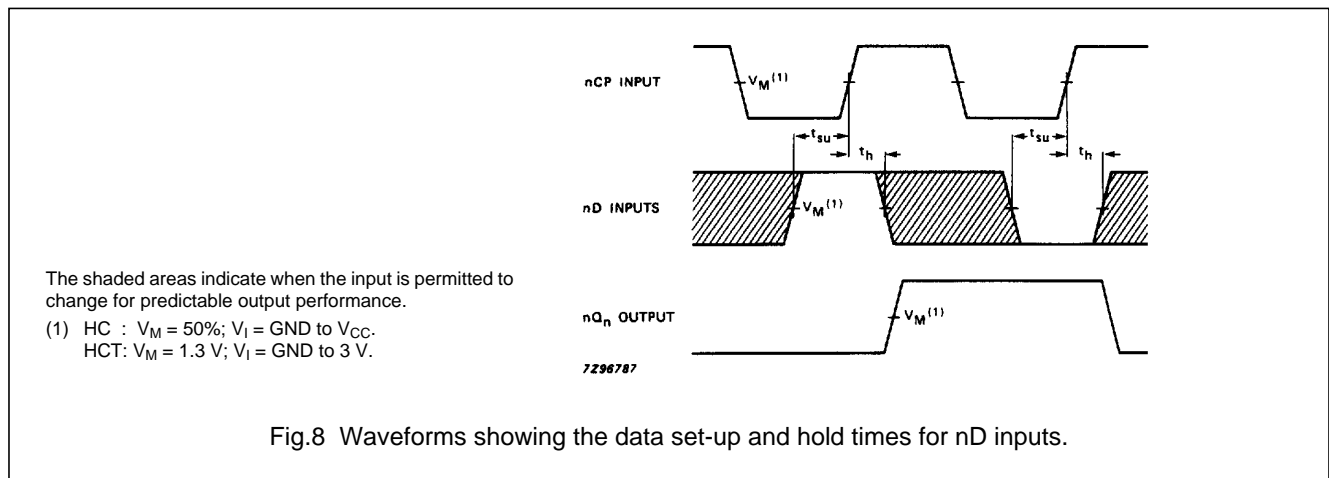 nCP INPUT
VM(1)
tsu
tsu
th
th
nD INPUTS
VM(1)
The shaded areas indicate when the input is permitted to
change for predictable output performance.
(1) HC : VM = 50%; VI = GND to VCC.
HCT: VM = 1.3 V; VI = GND to 3 V.
nQn OUTPUT
VM(1)
7Z96787
Fig.8 Waveforms showing the data set-up and hold times for nD inputs.